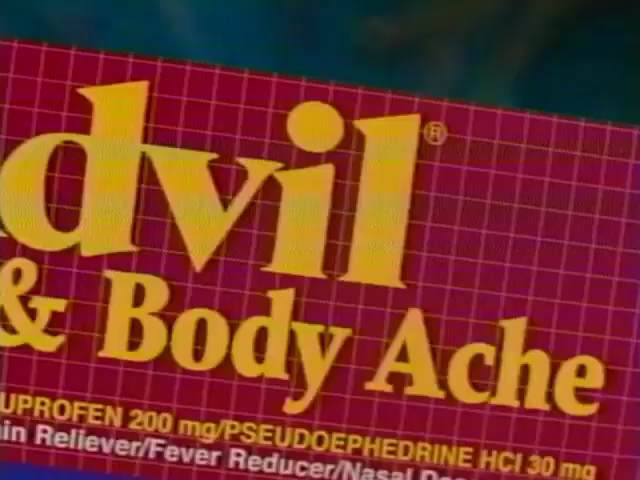 dvil®
& Body Ache
UPROFEN 200 mg/PSEUDOEPHEDRINE HCl 30 mg
in Reliever/Fever Reducer/Nasal